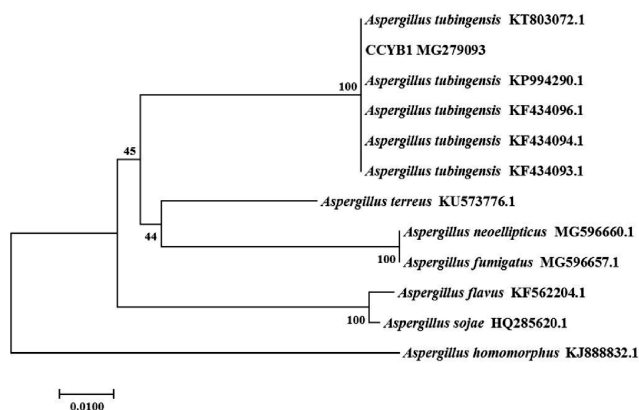 Aspergillus tubingensis KT803072.1
CCYB1 MG279093
100
Aspergillus tubingensis KP994290.1
Aspergillus tubingensis KF434096.1
45
Aspergillus tubingensis KF434094.1
Aspergillus tubingensis KF434093.1
Aspergillus terreus KU573776.1
44
Aspergillus neoellipticus MG596660.1
100
Aspergillus fumigatus MG596657.1
Aspergillus flavus KF562204.1
100
Aspergillus sojae HQ285620.1
Aspergillus homomorphus KJ888832.1
0.0100